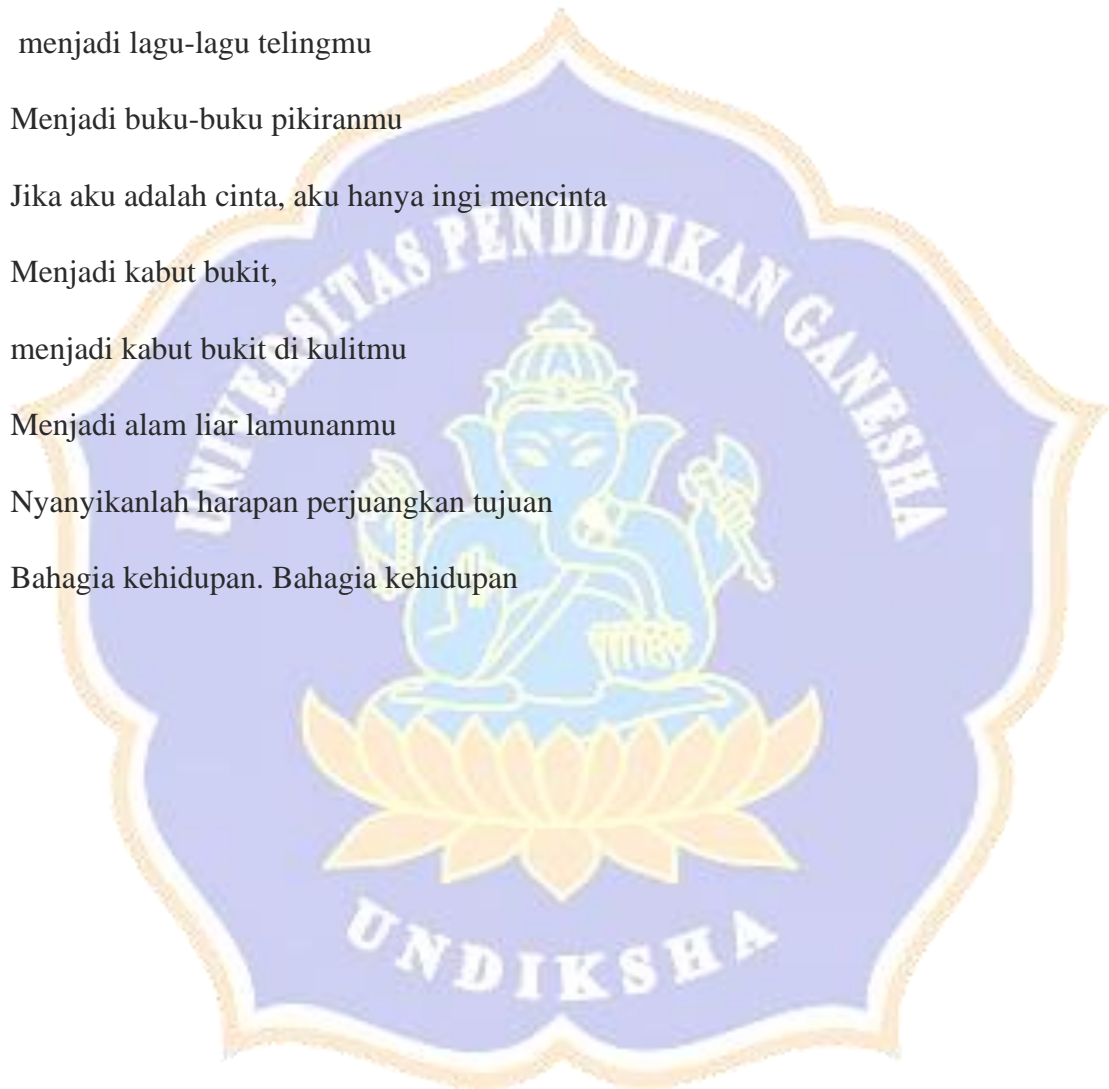 menjadi lagu-lagu telingmu
Menjadi buku-buku pikiranmu
Jika aku adalah cinta, aku hanya ingi mencinta
Menjadi kabut bukit,
menjadi kabut bukit di kulitmu
Menjadi alam liar lamunanmu
Nyanyikanlah harapan perjuangkan tujuan
Bahagia kehidupan. Bahagia kehidupan
UNIVERSITAS PENDIDIKAN GANESHA
UNDIKSHA